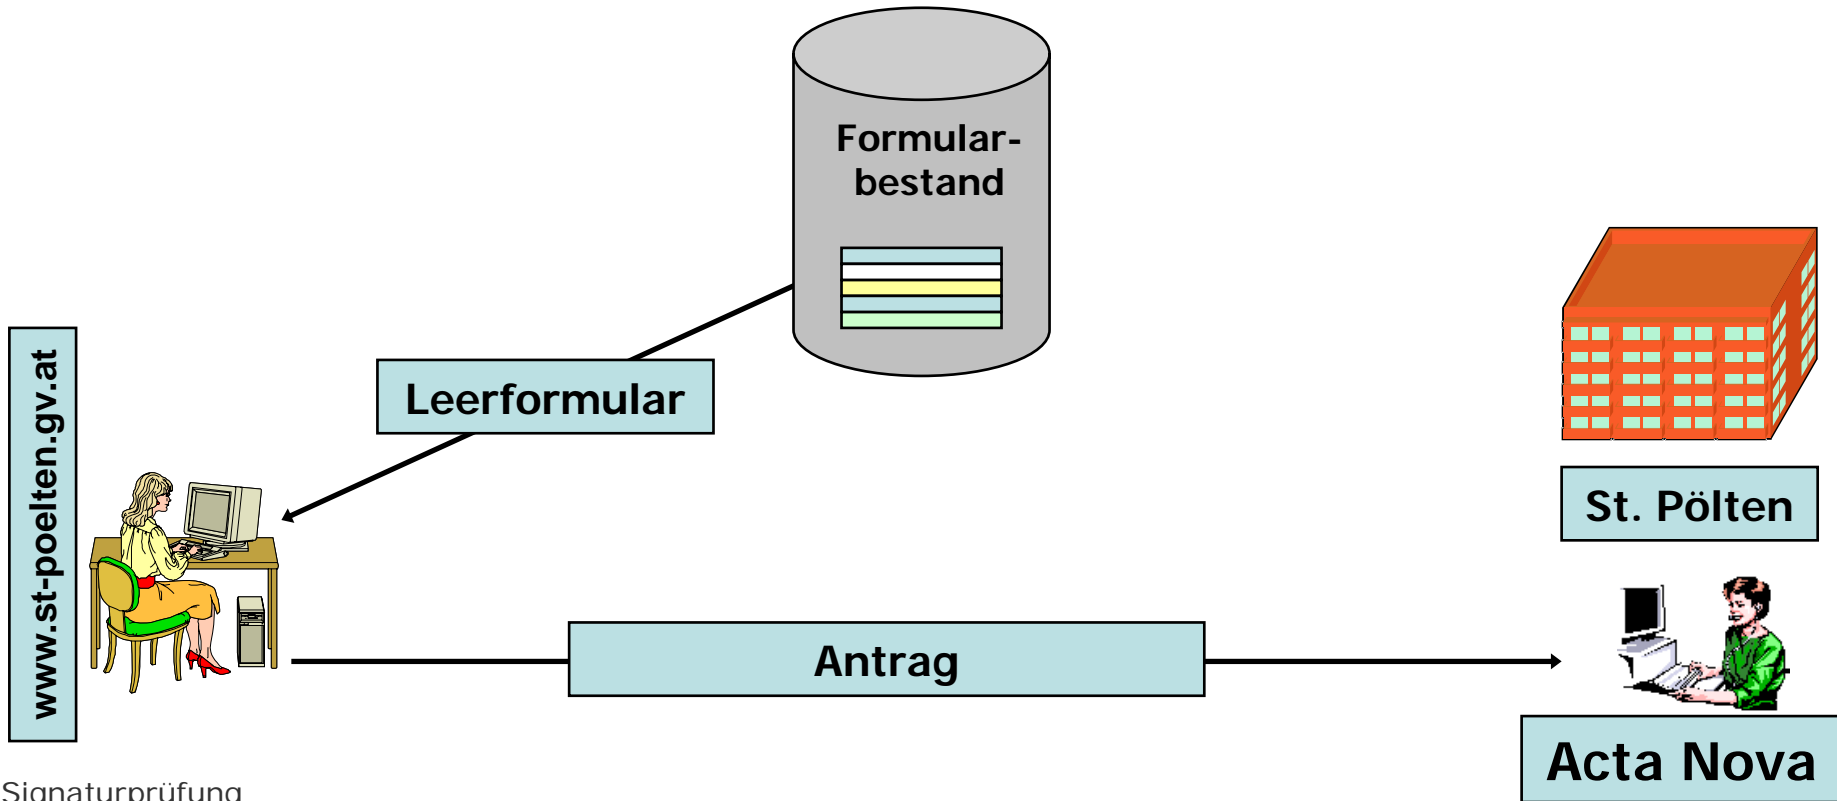 Formular-
bestand
Leerformular
www.st-poelten.gv.at
St. Pölten
Antrag
Acta Nova
Signaturprüfung